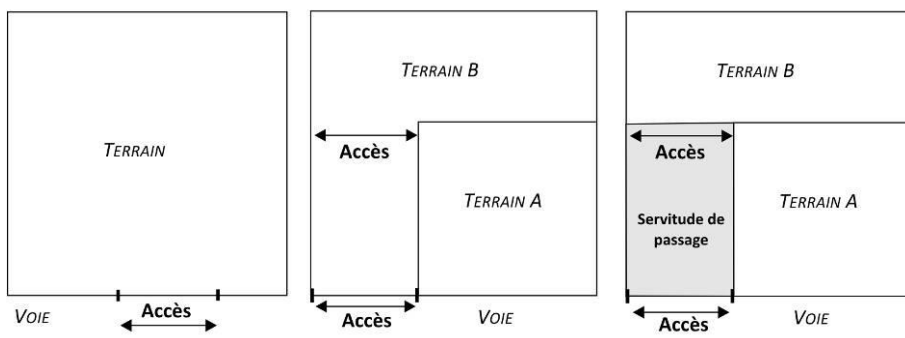 TERRAIN
VOIE
Accès
TERRAIN B
Accès
TERRAIN A
Accès
VOIE
TERRAIN B
Accès
TERRAIN A
Servitude de
passage
Accès
VOIE